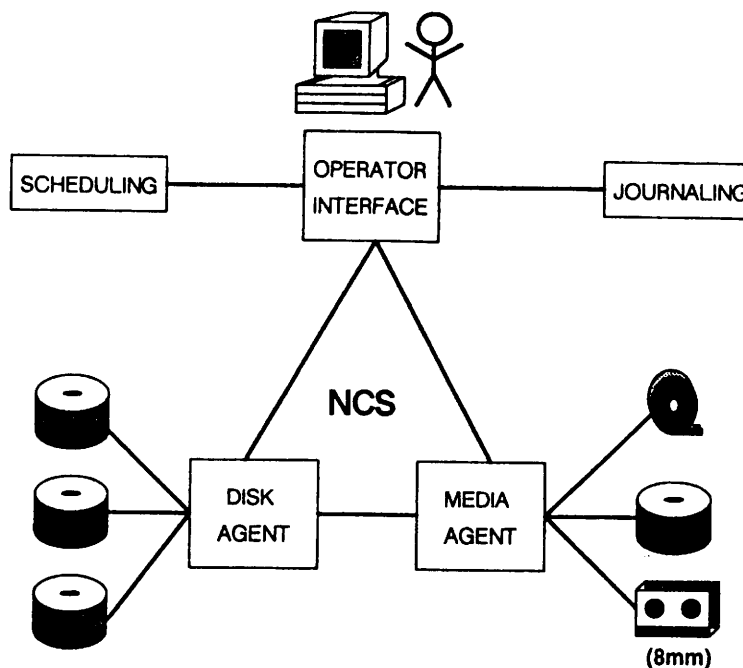 SCHEDULING
OPERATOR
INTERFACE
JOURNALING
NCS
DISK
AGENT
MEDIA
AGENT
(8mm)